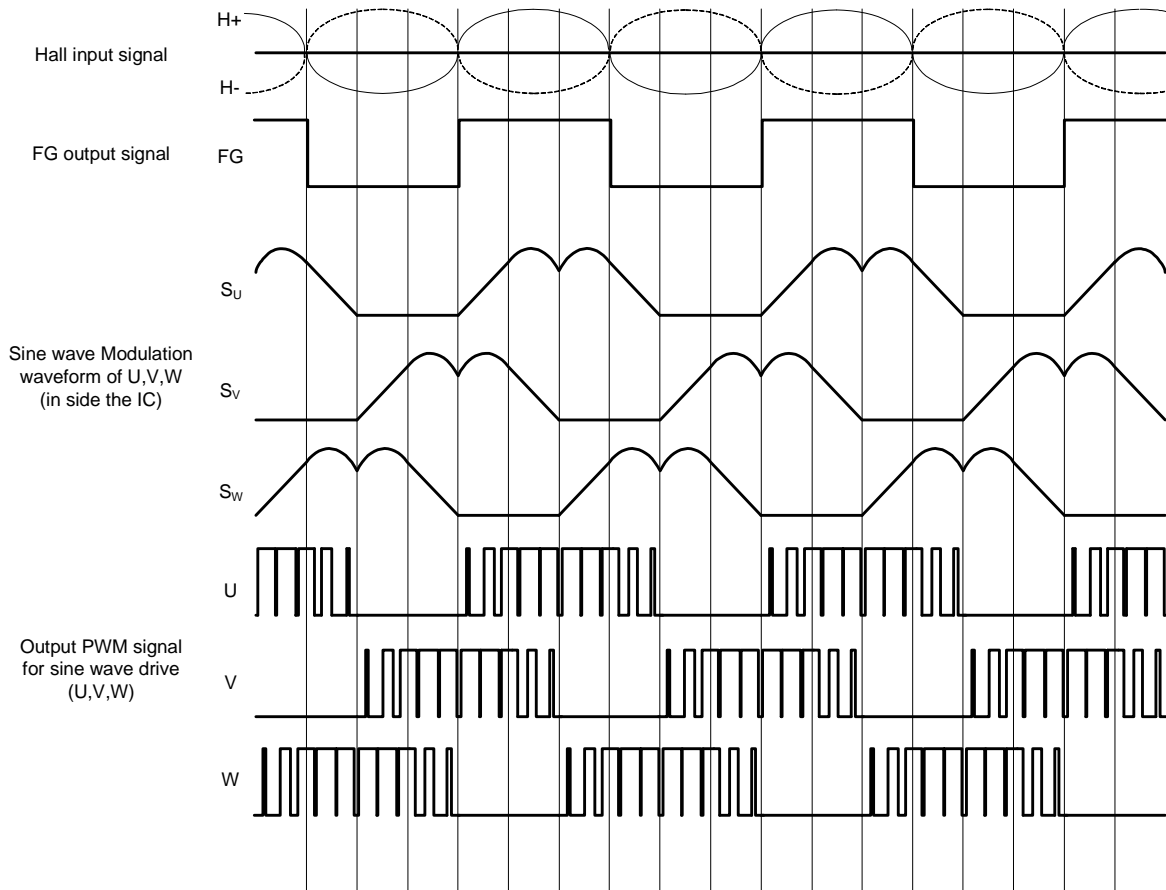 H+
Hall input signal
H-
FG output signal
FG
SU
Sine wave Modulation
waveform of U,V,W
(in side the IC)
SV
SW
U
Output PWM signal
for sine wave drive
(U,V,W)
V
W